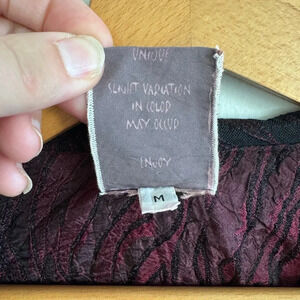 UNIQUE
SLIGHT VARIATION
IN COLOR
MAY OCCUR
ENJOY
M